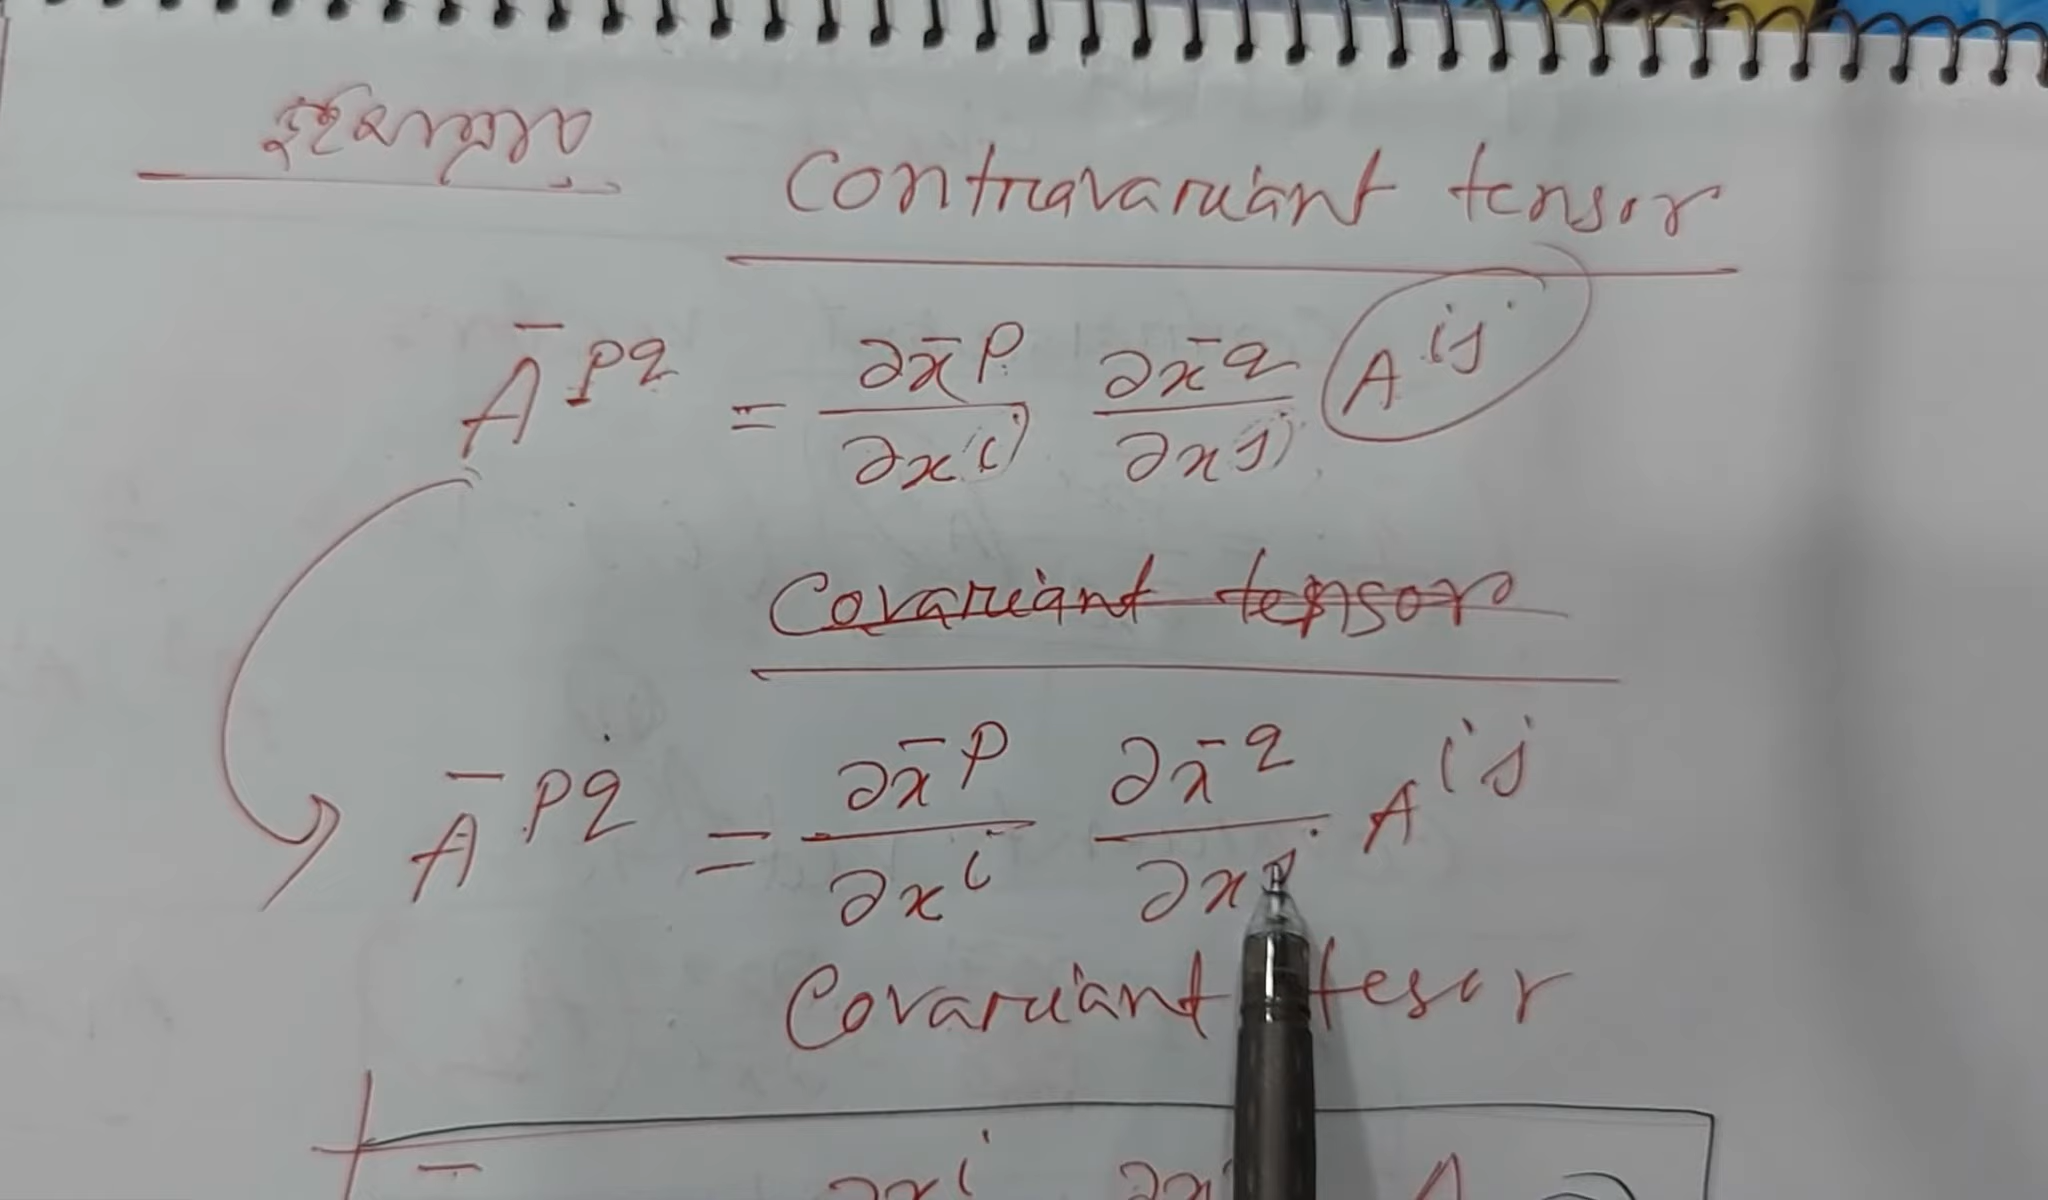 Contravariant tensor
A̅^{pq} = ∂x̅^p/∂x^i ∂x̅^q/∂x^j A^{ij}
Covariant tensor
A̅^{pq} = ∂x̅^p/∂x^i ∂x̅^q/∂x^j A^{ij}
Covariant tesor